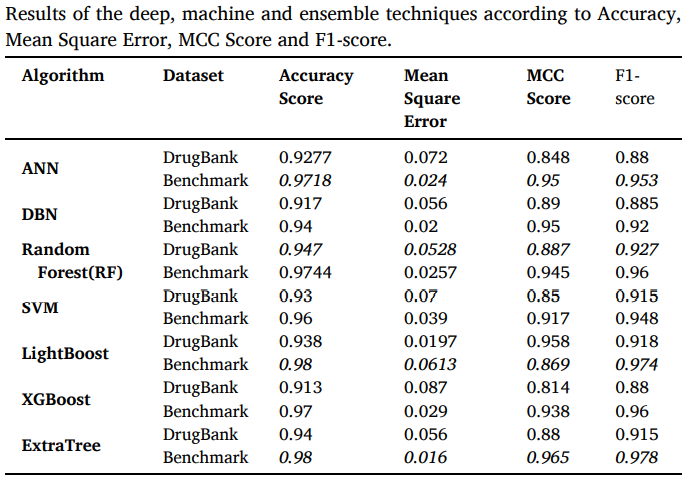 Results of the deep, machine and ensemble techniques according to Accuracy,
Mean Square Error, MCC Score and F1-score.
Algorithm Dataset Accuracy Score Mean Square Error MCC Score F1-score
ANN DrugBank 0.9277 0.072 0.848 0.88
Benchmark 0.9718 0.024 0.95 0.953
DBN DrugBank 0.917 0.056 0.89 0.885
Benchmark 0.94 0.02 0.95 0.92
Random DrugBank 0.947 0.0528 0.887 0.927
Forest(RF) Benchmark 0.9744 0.0257 0.945 0.96
SVM DrugBank 0.93 0.07 0.85 0.915
Benchmark 0.96 0.039 0.917 0.948
LightBoost DrugBank 0.938 0.0197 0.958 0.918
Benchmark 0.98 0.0613 0.869 0.974
XGBoost DrugBank 0.913 0.087 0.814 0.88
Benchmark 0.97 0.029 0.938 0.96
ExtraTree DrugBank 0.94 0.056 0.88 0.915
Benchmark 0.98 0.016 0.965 0.978